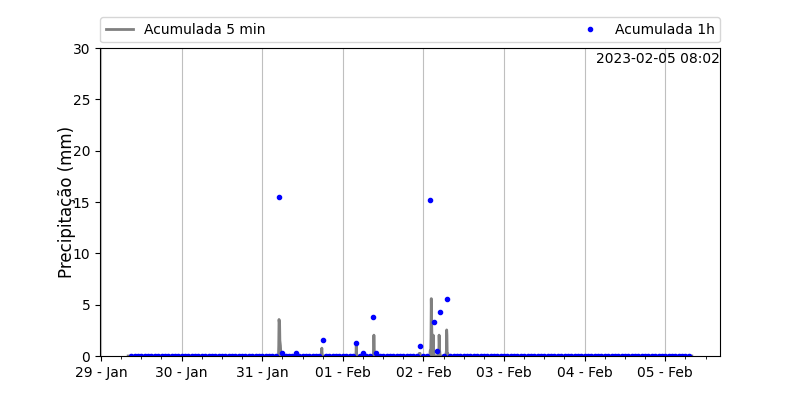 Acumulada 5 min
Acumulada 1h
2023-02-05 08:02
Precipitação (mm)
30
25
20
15
10
5
0
29 - Jan
30 - Jan
31 - Jan
01 - Feb
02 - Feb
03 - Feb
04 - Feb
05 - Feb